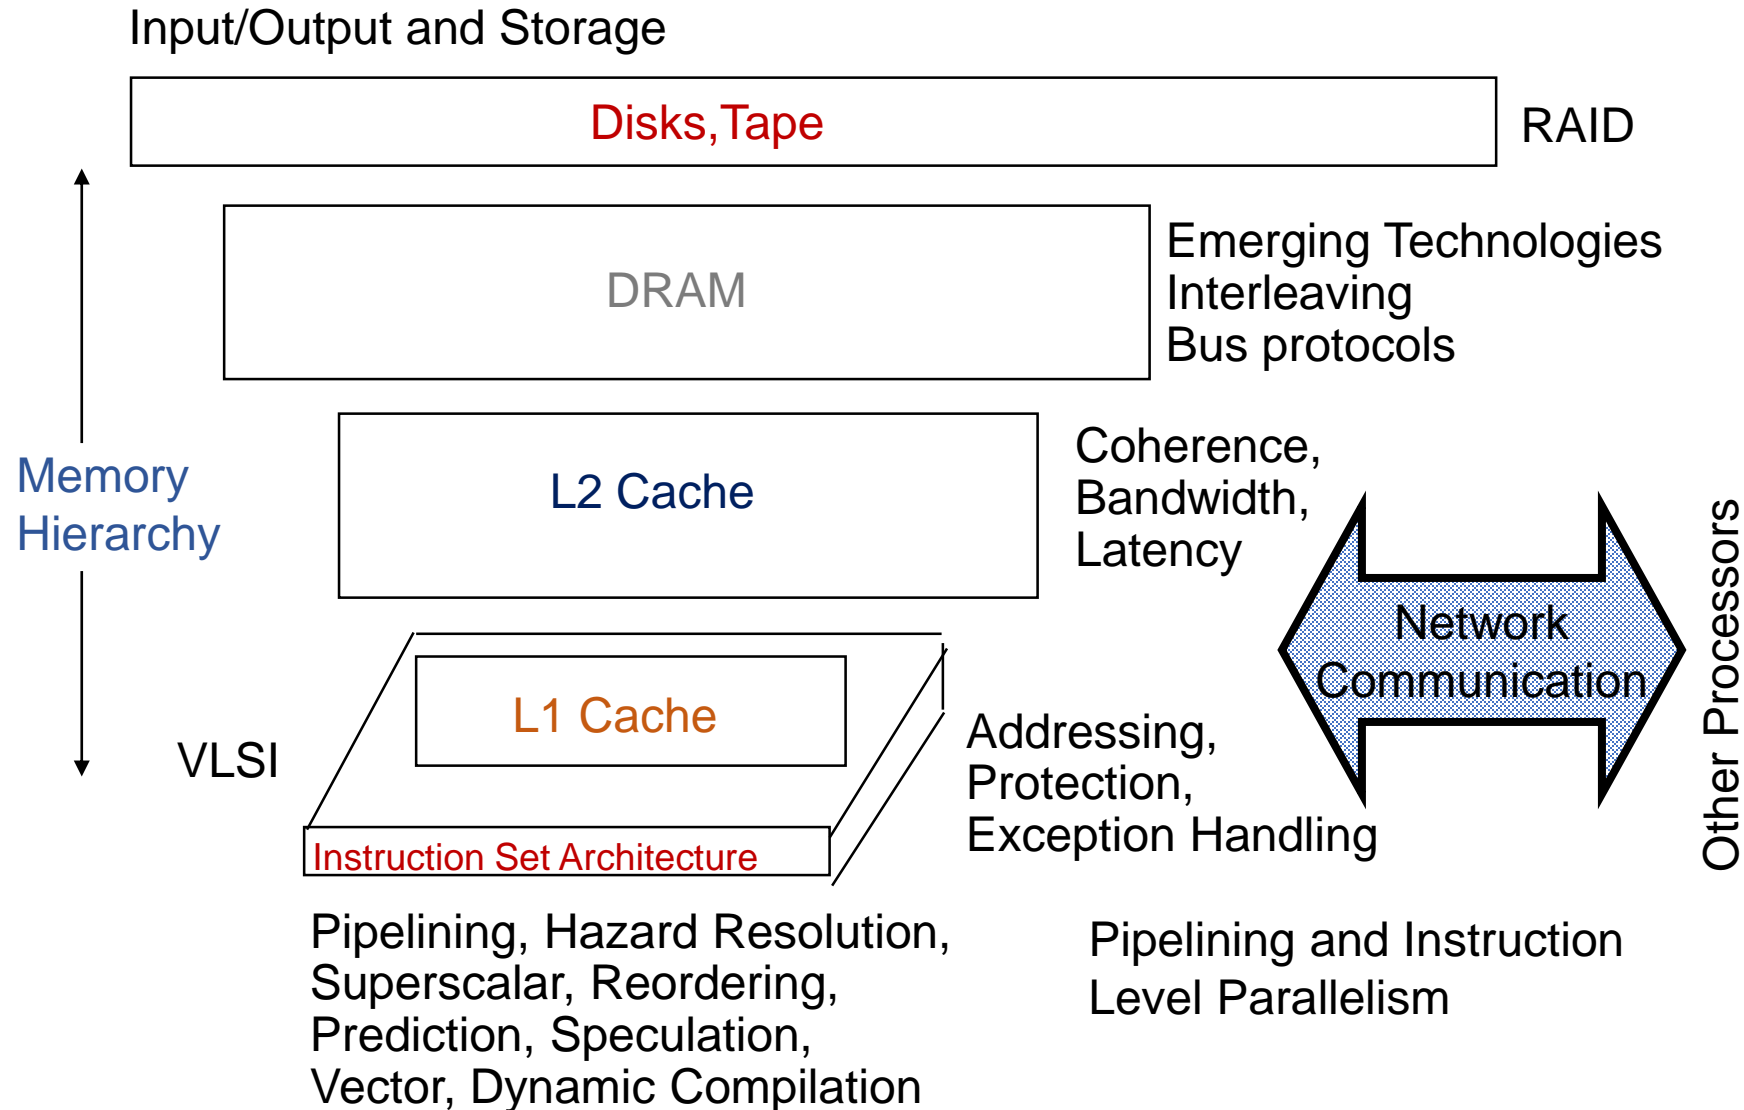 Input/Output and Storage
Disks,Tape
RAID
DRAM
Emerging Technologies
Interleaving
Bus protocols
Memory
Hierarchy
L2 Cache
Coherence,
Bandwidth,
Latency
Network
Communication
Other Processors
VLSI
L1 Cache
Addressing,
Protection,
Exception Handling
Instruction Set Architecture
Pipelining, Hazard Resolution,
Superscalar, Reordering,
Prediction, Speculation,
Vector, Dynamic Compilation
Pipelining and Instruction
Level Parallelism